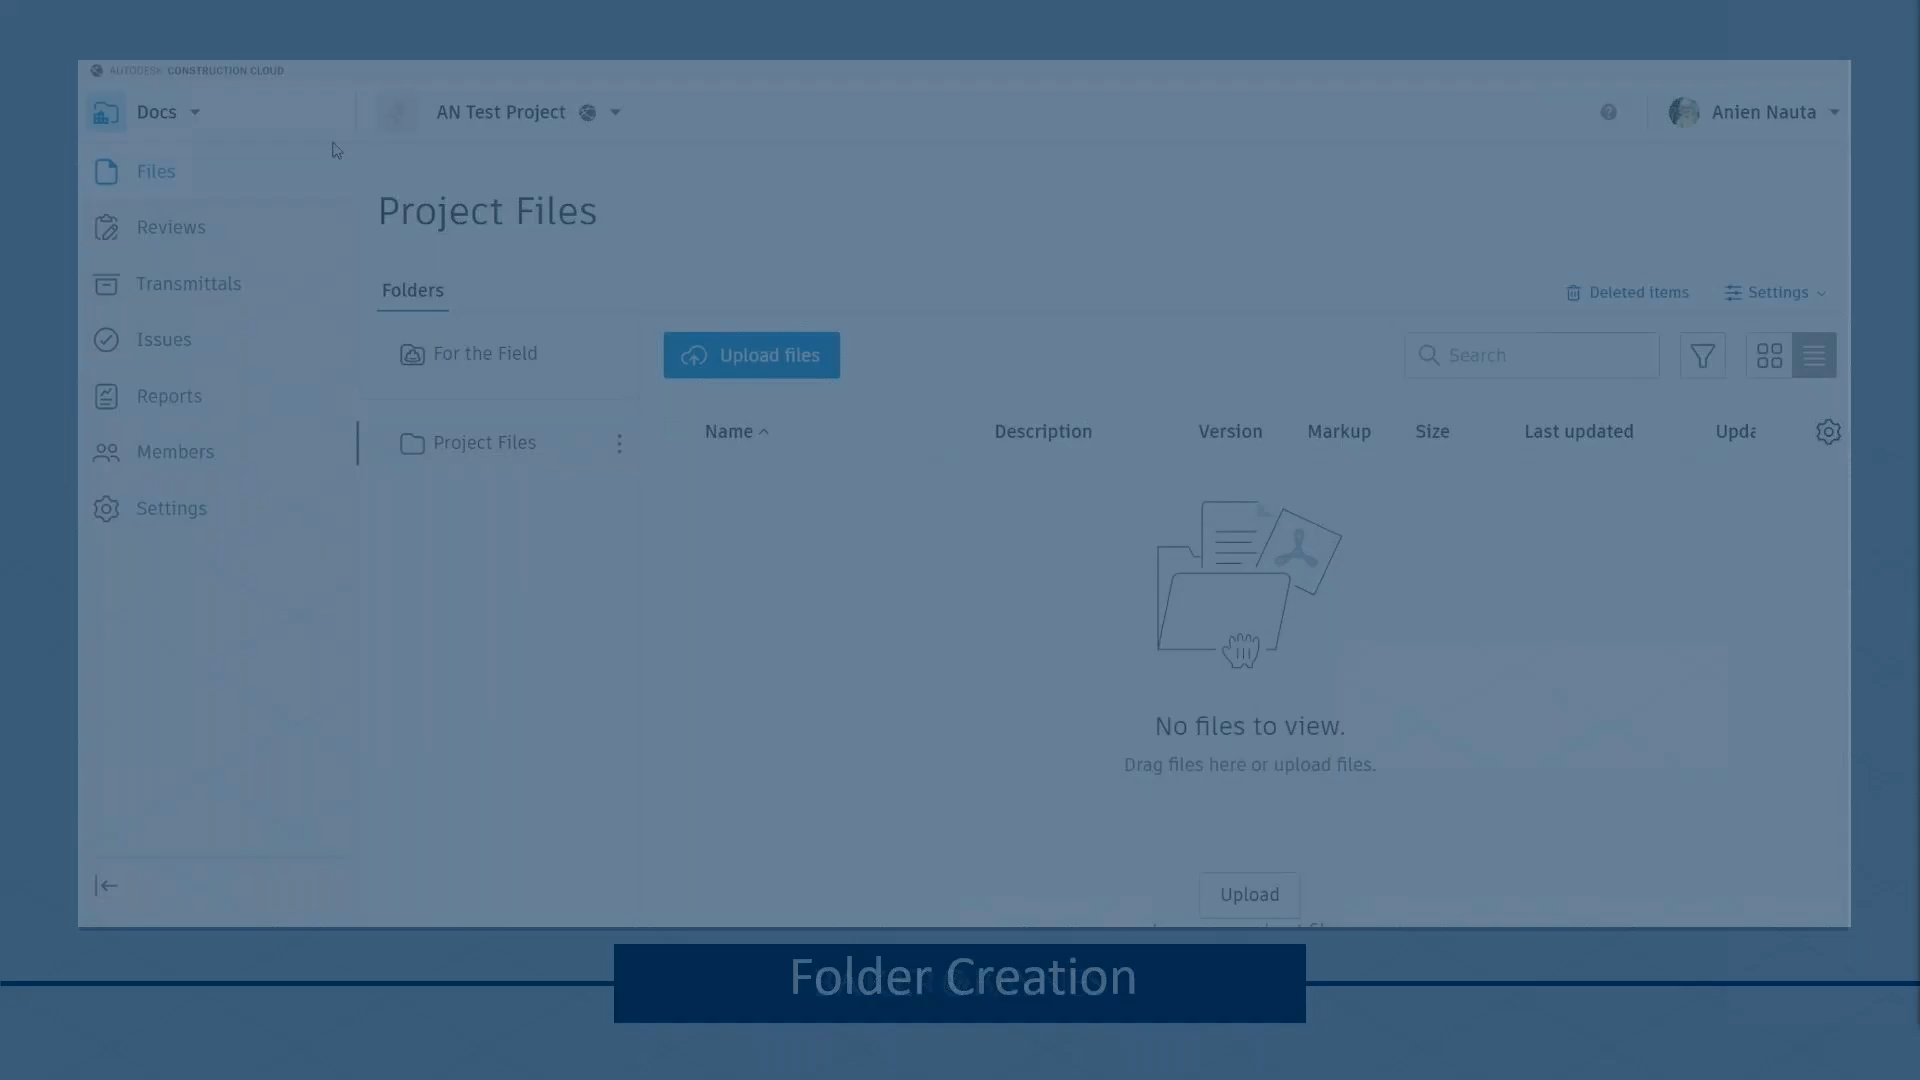 AUTODESK CONSTRUCTION CLOUD
Docs
AN Test Project
Anien Nauta
Files
Reviews
Transmittals
Issues
Reports
Members
Settings
Project Files
Folders
Deleted items
Settings
For the Field
Project Files
Upload files
Search
Name
Description
Version
Markup
Size
Last updated
Upda
No files to view.
Drag files here or upload files.
Upload
Folder Creation